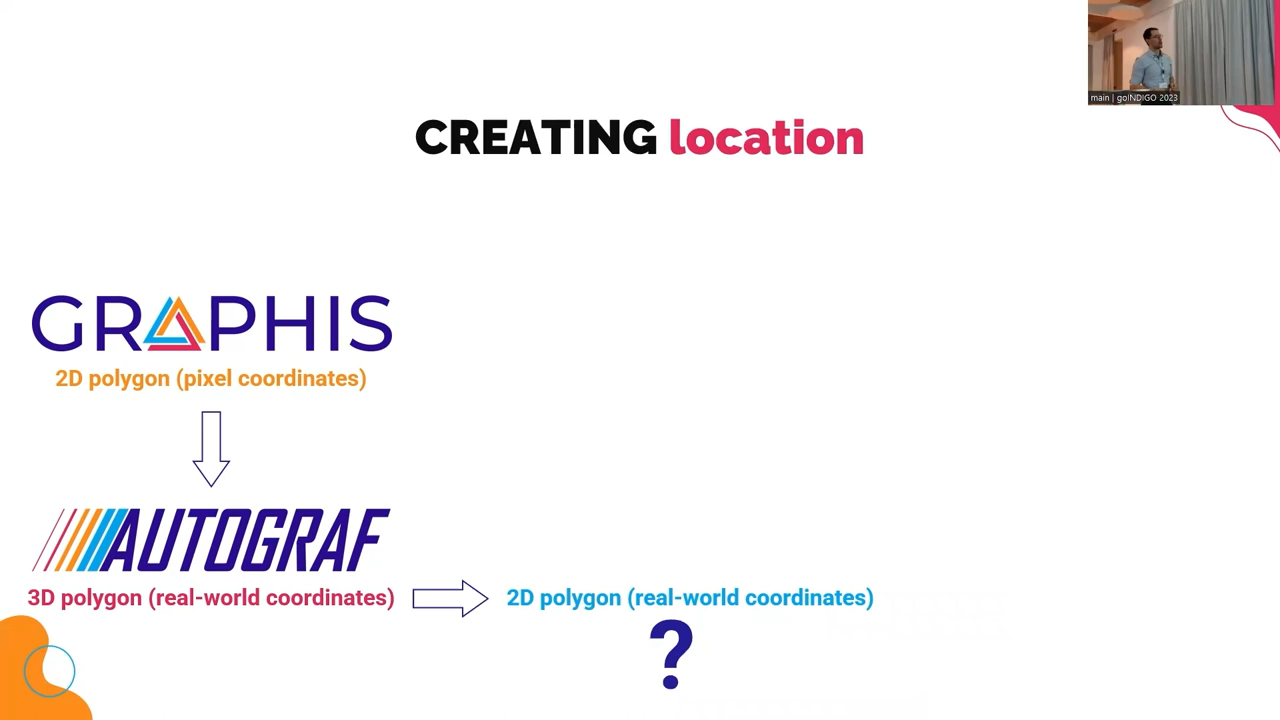 main | goINDIGO 2023
CREATING location
GRAPHIS
2D polygon (pixel coordinates)
AUTOGRAF
3D polygon (real-world coordinates)
2D polygon (real-world coordinates)
?